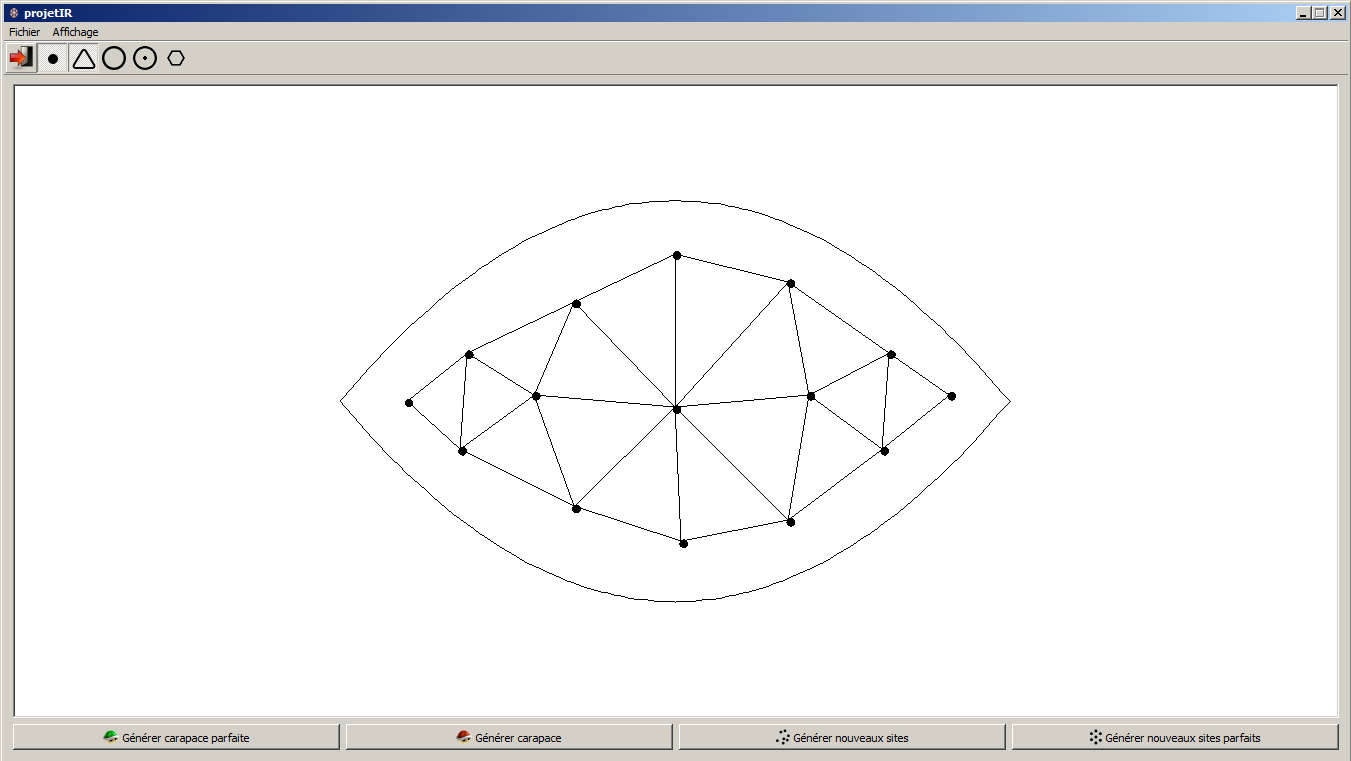 projetIR
Fichier Affichage
Générer carapace parfaite Générer carapace Générer nouveaux sites Générer nouveaux sites parfaits